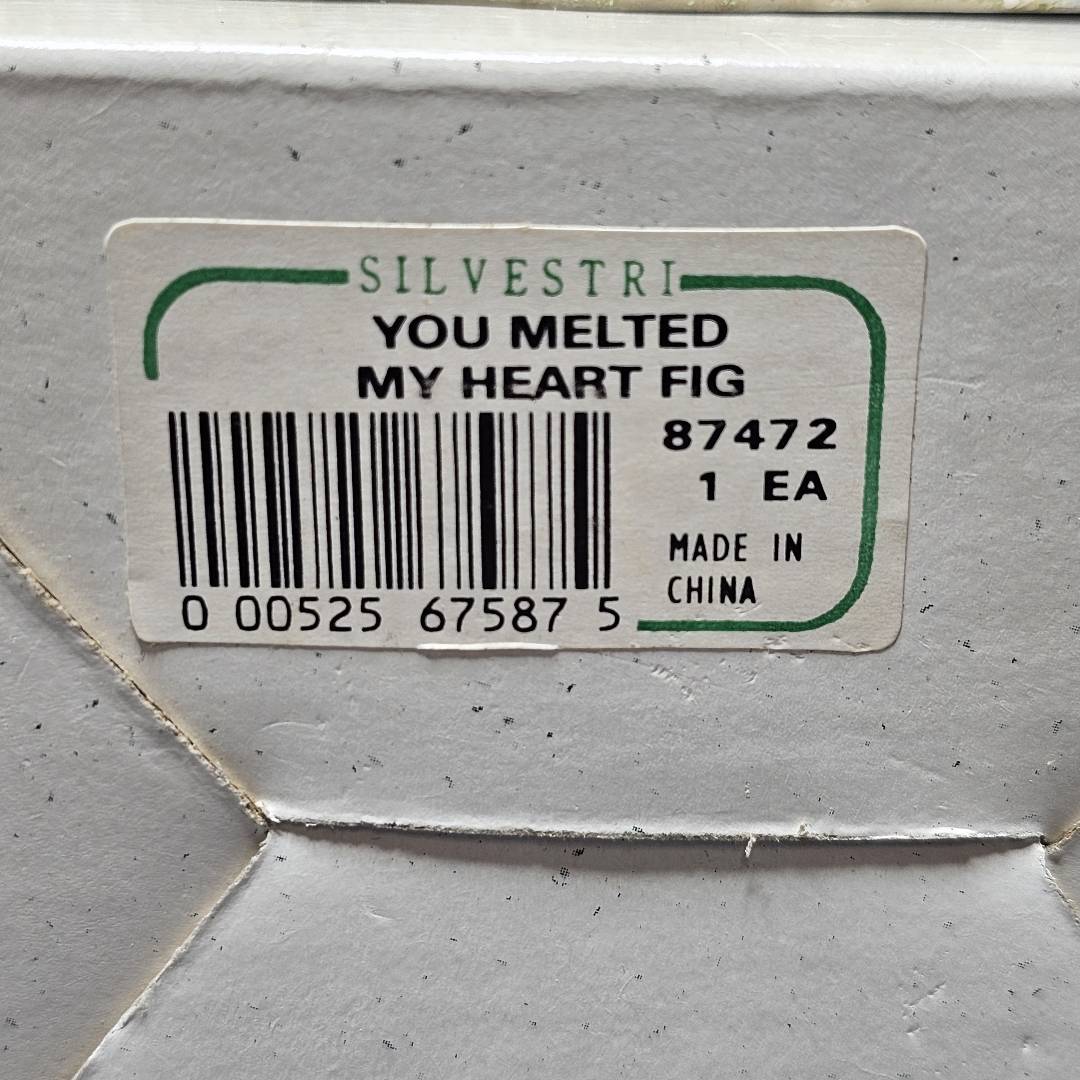 SILVESTRI
YOU MELTED
MY HEART FIG
87472
1 EA
MADE IN
CHINA
0 00525 67587 5